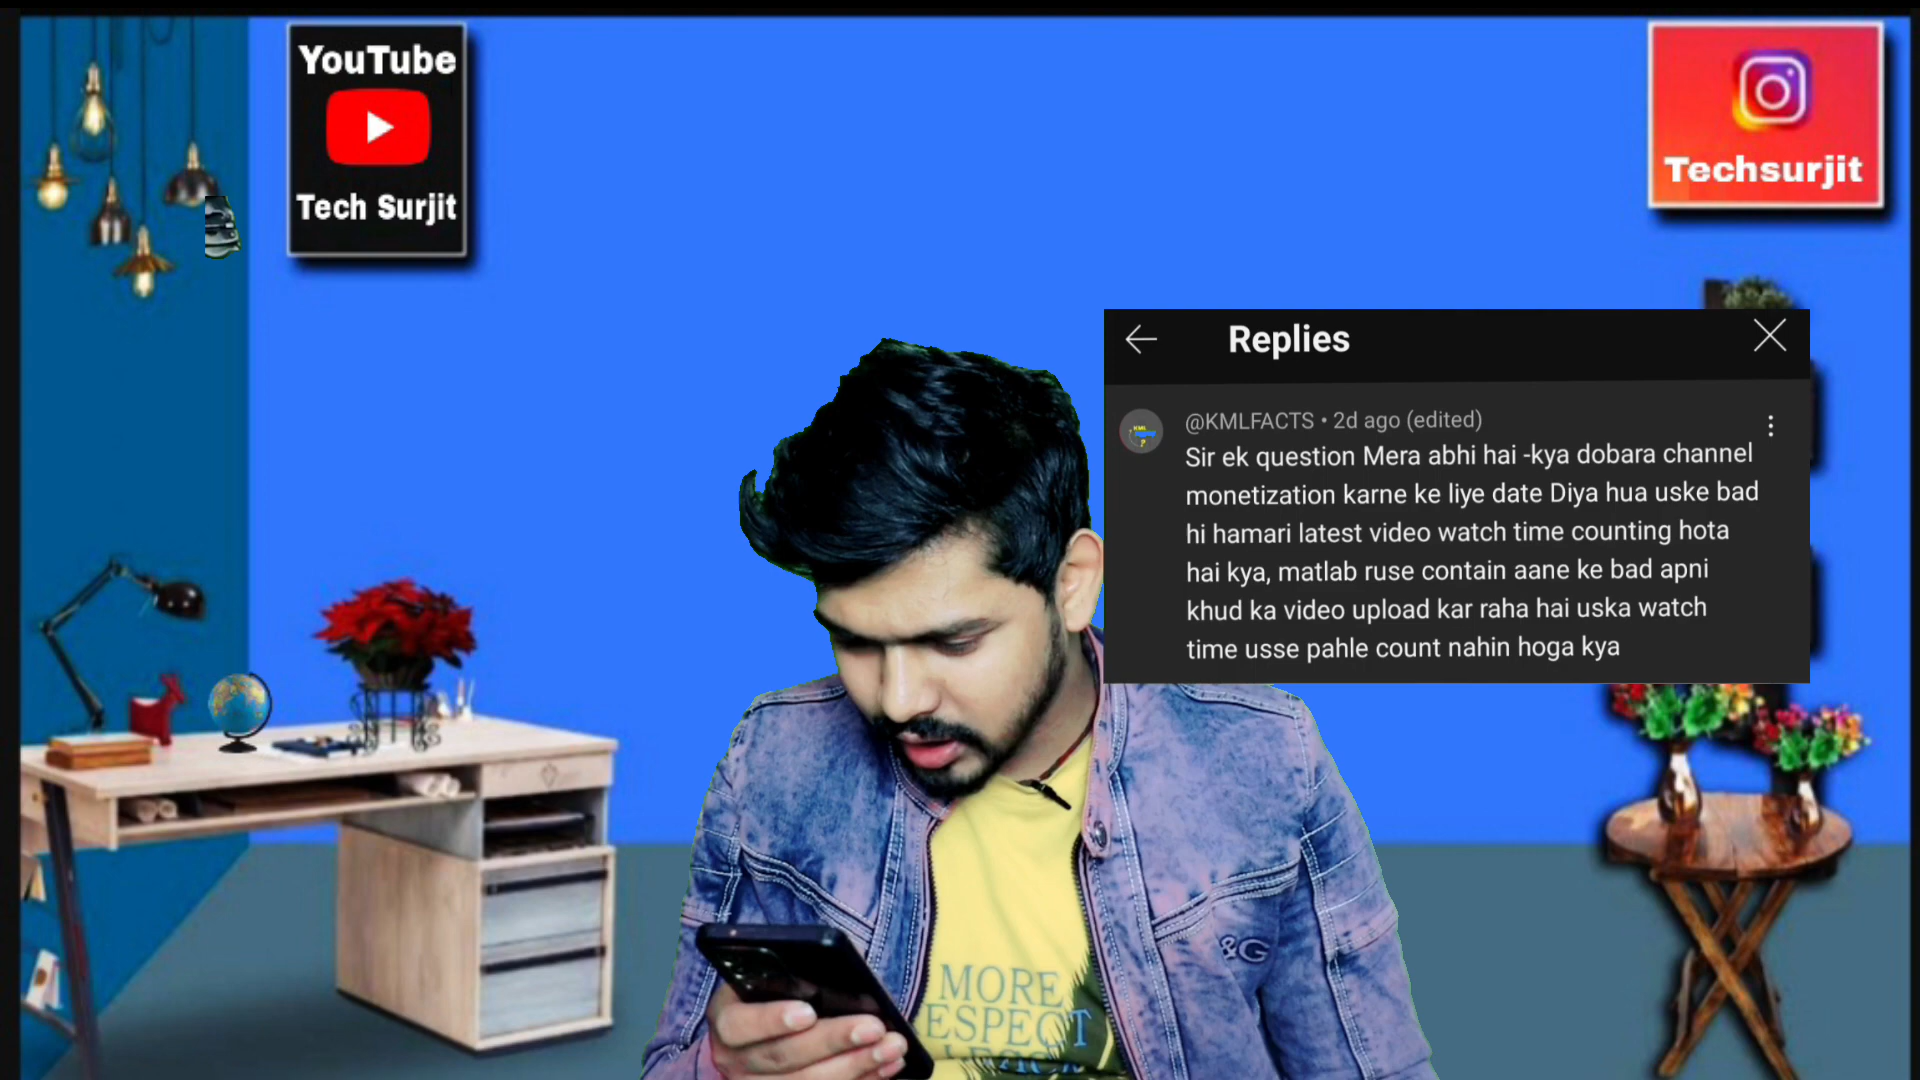 YouTube
Tech Surjit
Techsurjit
Replies
@KMLFACTS • 2d ago (edited)
Sir ek question Mera abhi hai -kya dobara channel
monetization karne ke liye date Diya hua uske bad
hi hamari latest video watch time counting hota
hai kya, matlab ruse contain aane ke bad apni
khud ka video upload kar raha hai uska watch
time usse pahle count nahin hoga kya
&G
MORE
ESPECT